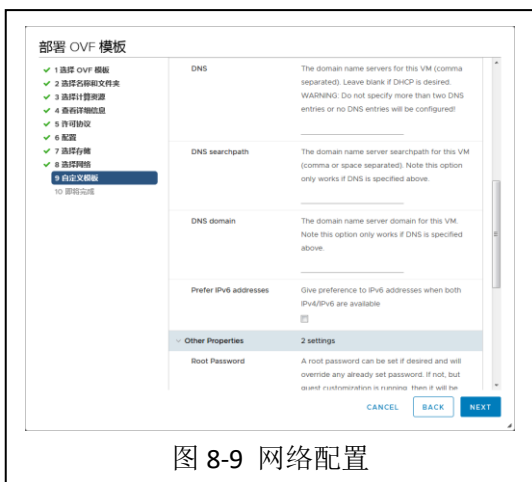 部署 OVF 模板
1 选择 OVF 模板
2 选择名称和文件夹
3 选择计算资源
4 查看详细信息
5 许可协议
6 配置
7 选择存储
8 选择网络
9 自定义模板
10 即将完成
DNS
The domain name servers for this VM (comma
separated). Leave blank if DHCP is desired.
WARNING: Do not specify more than two DNS
entries or no DNS entries will be configured!
DNS searchpath
The domain name server searchpath for this VM
(comma or space separated). Note this option
only works if DNS is specified above.
DNS domain
The domain name server domain for this VM.
Note this option only works if DNS is specified
above.
Prefer IPv6 addresses
Give preference to IPv6 addresses when both
IPv4/IPv6 are available
Other Properties
2 settings
Root Password
A root password can be set if desired and will
override any already set password. If not, but
guest customization is running, then it will be
CANCEL
BACK
NEXT
图 8-9 网络配置